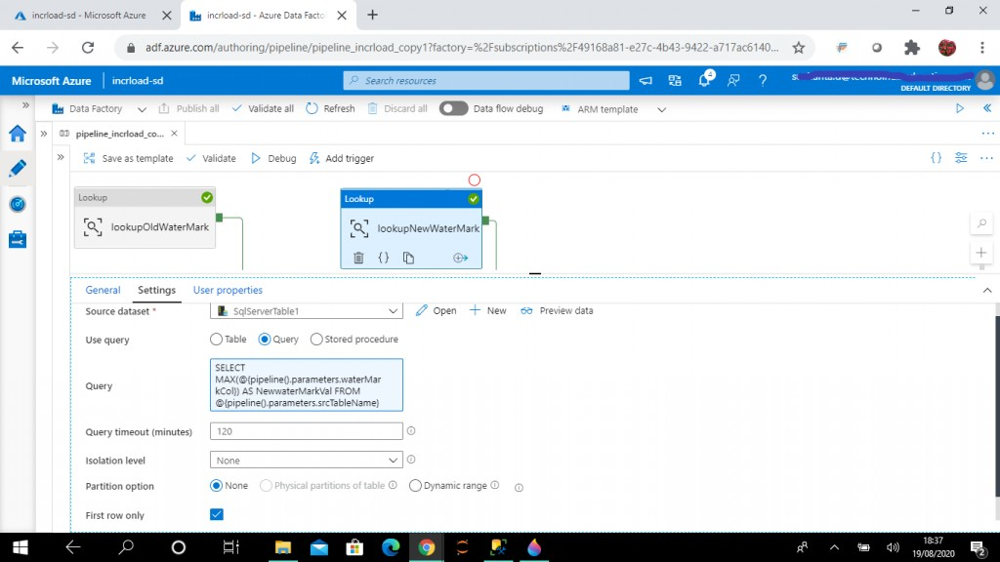 incrload-sd - Microsoft Azure
incrload-sd - Azure Data Facto
adf.azure.com/authoring/pipeline/pipeline_incrload_copy1?factory=%2Fsubscriptions%2F49168a81-e27c-4b43-9422-a717ac6140...
Microsoft Azure
incrload-sd
Search resources
4
DEFAULT DIRECTORY
Data Factory
Publish all
Validate all
Refresh
Discard all
Data flow debug
ARM template
pipeline_incrload_co...
Save as template
Validate
Debug
Add trigger
Lookup
lookupOldWaterMark
Lookup
lookupNewWaterMark
General
Settings
User properties
Source dataset *
SqlServerTable1
Open
New
Preview data
Use query
Table
Query
Stored procedure
Query
SELECT
MAX(@{pipeline().parameters.waterMar
kCol}) AS NewwaterMarkVal FROM
@{pipeline().parameters.srcTableName}
Query timeout (minutes)
120
Isolation level
None
Partition option
None
Physical partitions of table
Dynamic range
First row only
18:37
19/08/2020
2